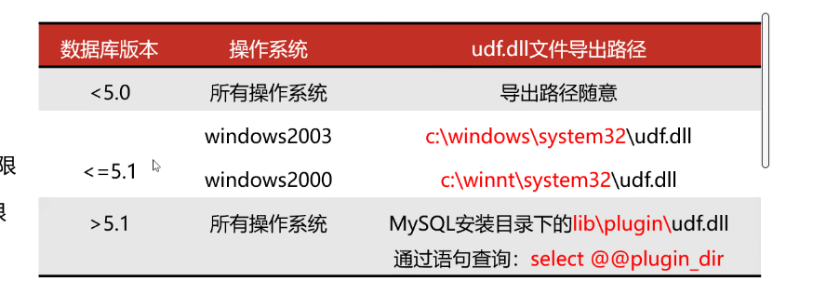 数据库版本 操作系统 udf.dll文件导出路径
<5.0 所有操作系统 导出路径随意
windows2003 c:\windows\system32\udf.dll
限
<=5.1
windows2000 c:\winnt\system32\udf.dll
>5.1 所有操作系统 MySQL安装目录下的lib\plugin\udf.dll
通过语句查询：select @@plugin_dir